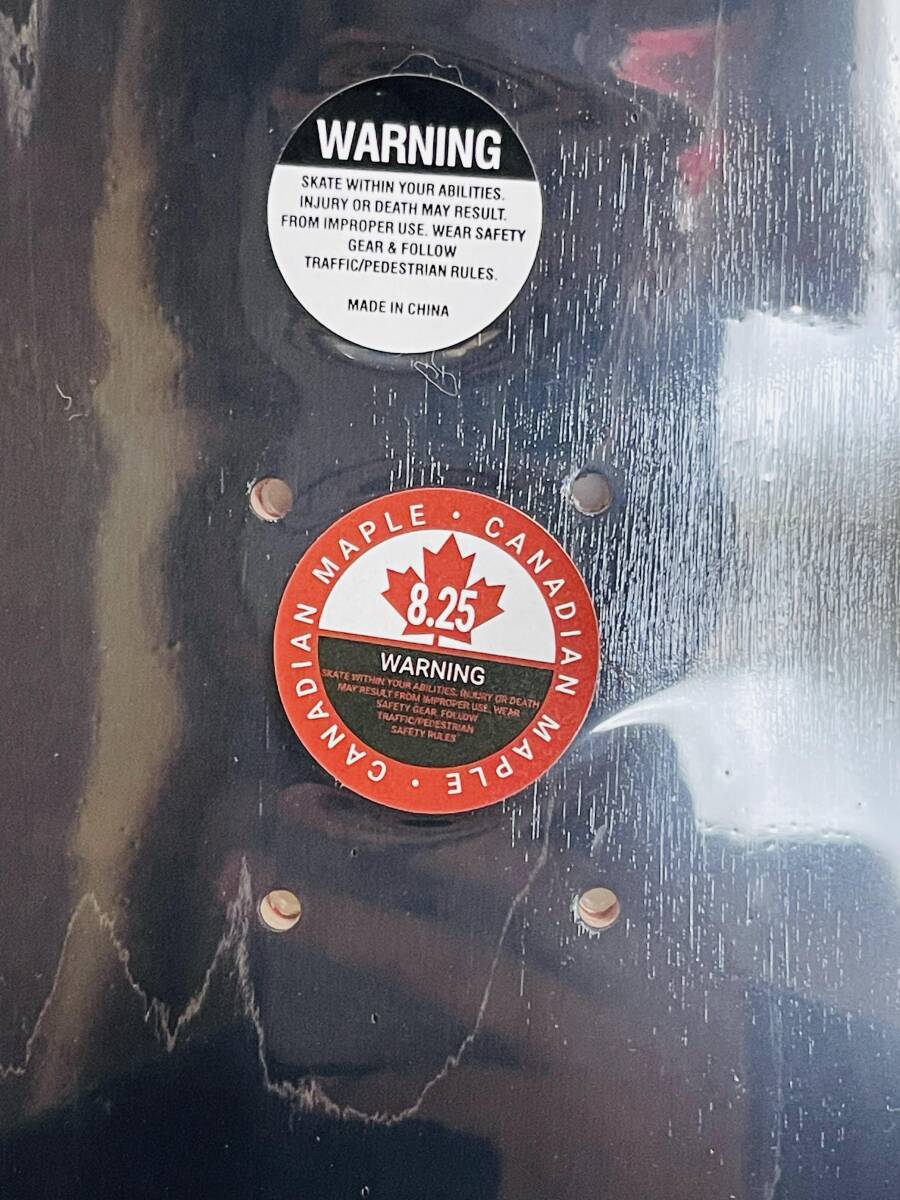 WARNING
SKATE WITHIN YOUR ABILITIES.
INJURY OR DEATH MAY RESULT.
FROM IMPROPER USE. WEAR SAFETY
GEAR & FOLLOW
TRAFFIC/PEDESTRIAN RULES.
MADE IN CHINA
CANADIAN MAPLE • CANADIAN MAPLE •
8.25
WARNING
SKATE WITHIN YOUR ABILITIES, INJURY OR DEATH
MAY RESULT FROM IMPROPER USE, WEAR
SAFETY GEAR, FOLLOW
TRAFFIC/PEDESTRIAN
SAFETY RULES